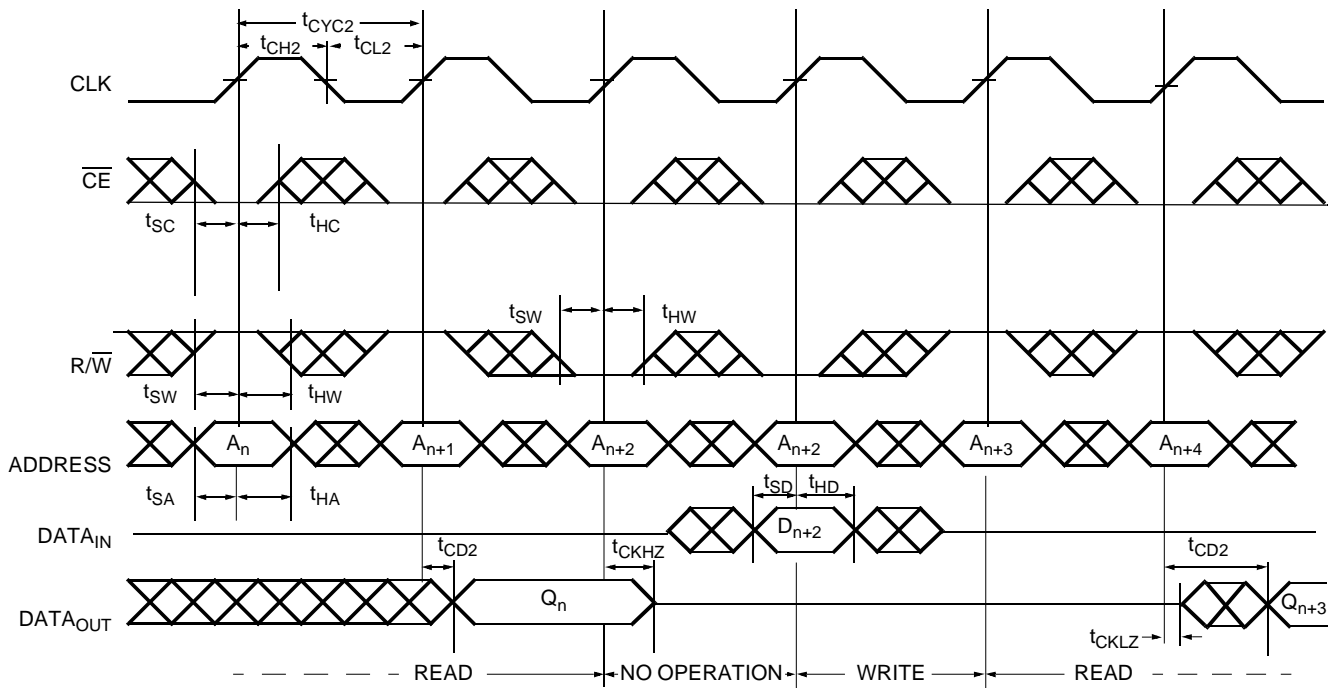 tCYC2
tCH2 tCL2
CLK
CE
tSC tHC
tSW tHW
R/W
tSW tHW
An An+1 An+2 An+2 An+3 An+4
ADDRESS
tSA tHA tSD tHD
DATAIN Dn+2
tCD2 tCKHZ tCD2
DATAOUT Qn Qn+3
tCKLZ
READ NO OPERATION WRITE READ